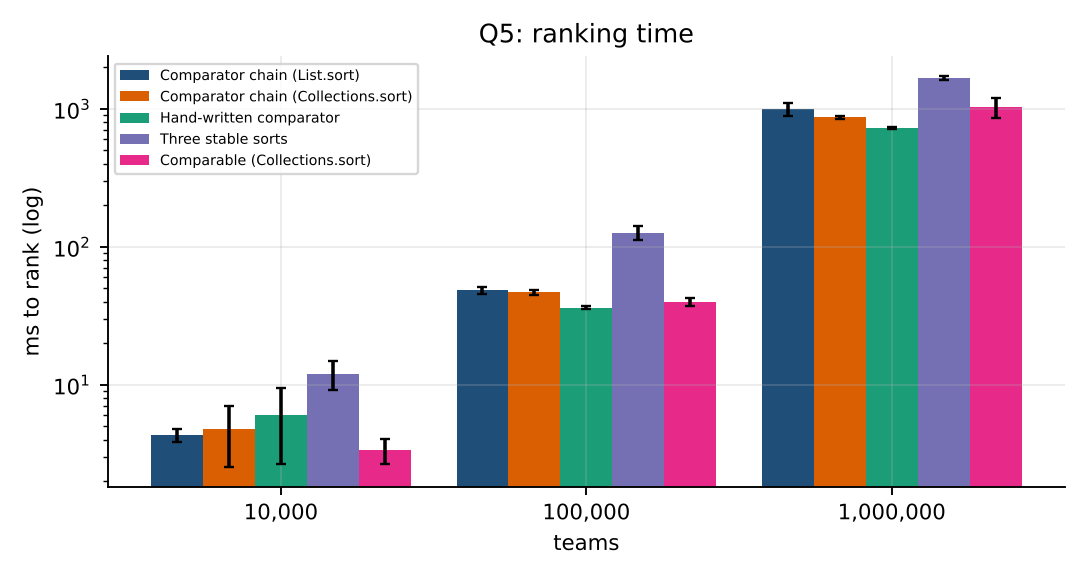 Q5: ranking time
Comparator chain (List.sort)
Comparator chain (Collections.sort)
Hand-written comparator
Three stable sorts
Comparable (Collections.sort)
ms to rank (log)
10³
10²
10¹
10,000
100,000
1,000,000
teams